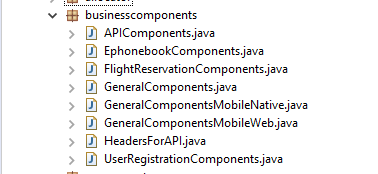 businesscomponents
APIComponents.java
EphonebookComponents.java
FlightReservationComponents.java
GeneralComponents.java
GeneralComponentsMobileNative.java
GeneralComponentsMobileWeb.java
HeadersForAPI.java
UserRegistrationComponents.java